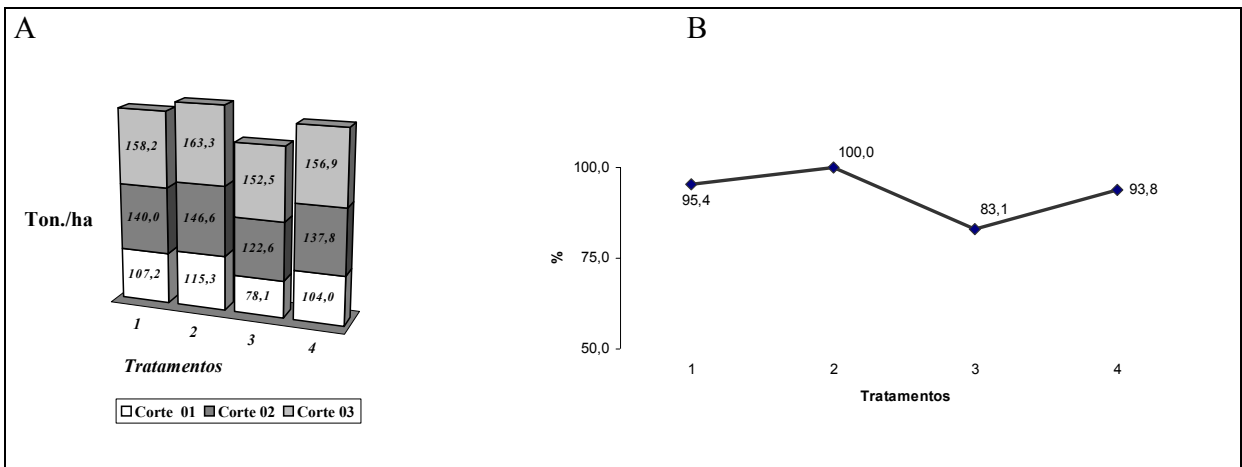 A
B
Ton./ha
158,2 163,3 152,5 156,9
140,0 146,6 122,6 137,8
107,2 115,3 78,1 104,0
1 2 3 4
Tratamentos
Corte 01 Corte 02 Corte 03
%
100,0
75,0
50,0
95,4
100,0
83,1
93,8
1 2 3 4
Tratamentos